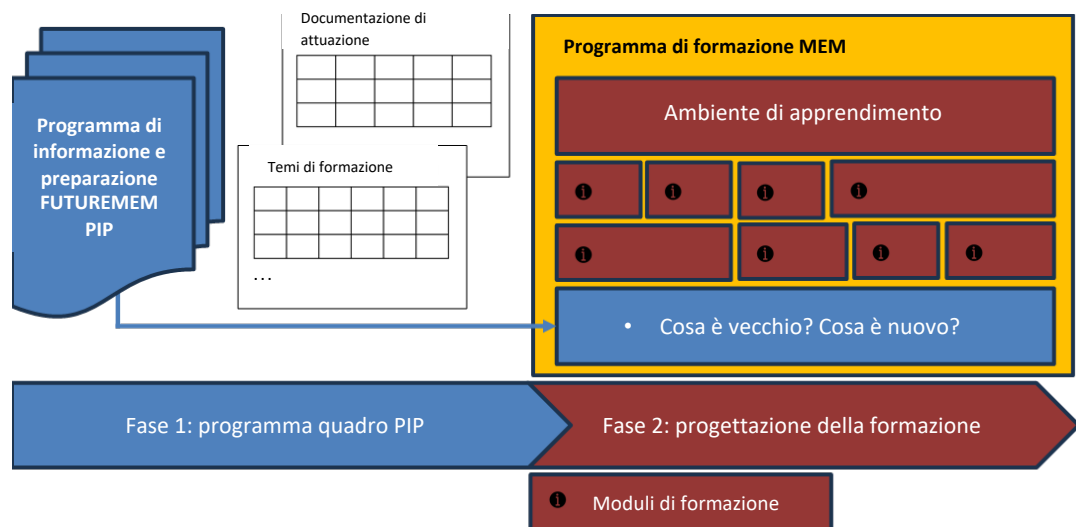 Programma di
informazione e
preparazione
FUTUREMEM
PIP
Documentazione di
attuazione
Temi di formazione
...
Programma di formazione MEM
Ambiente di apprendimento
• Cosa è vecchio? Cosa è nuovo?
Fase 1: programma quadro PIP
Fase 2: progettazione della formazione
Moduli di formazione